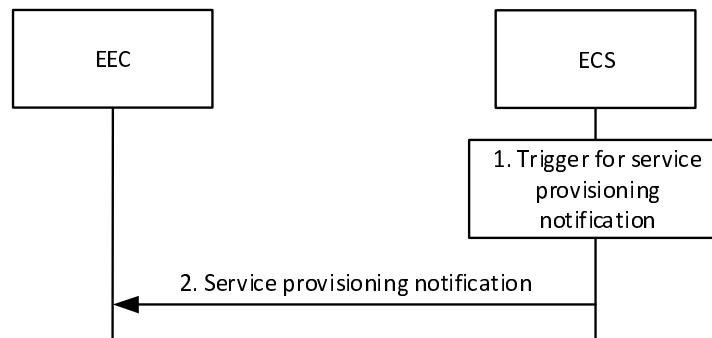 EEC
ECS
1. Trigger for service
provisioning
notification
2. Service provisioning notification